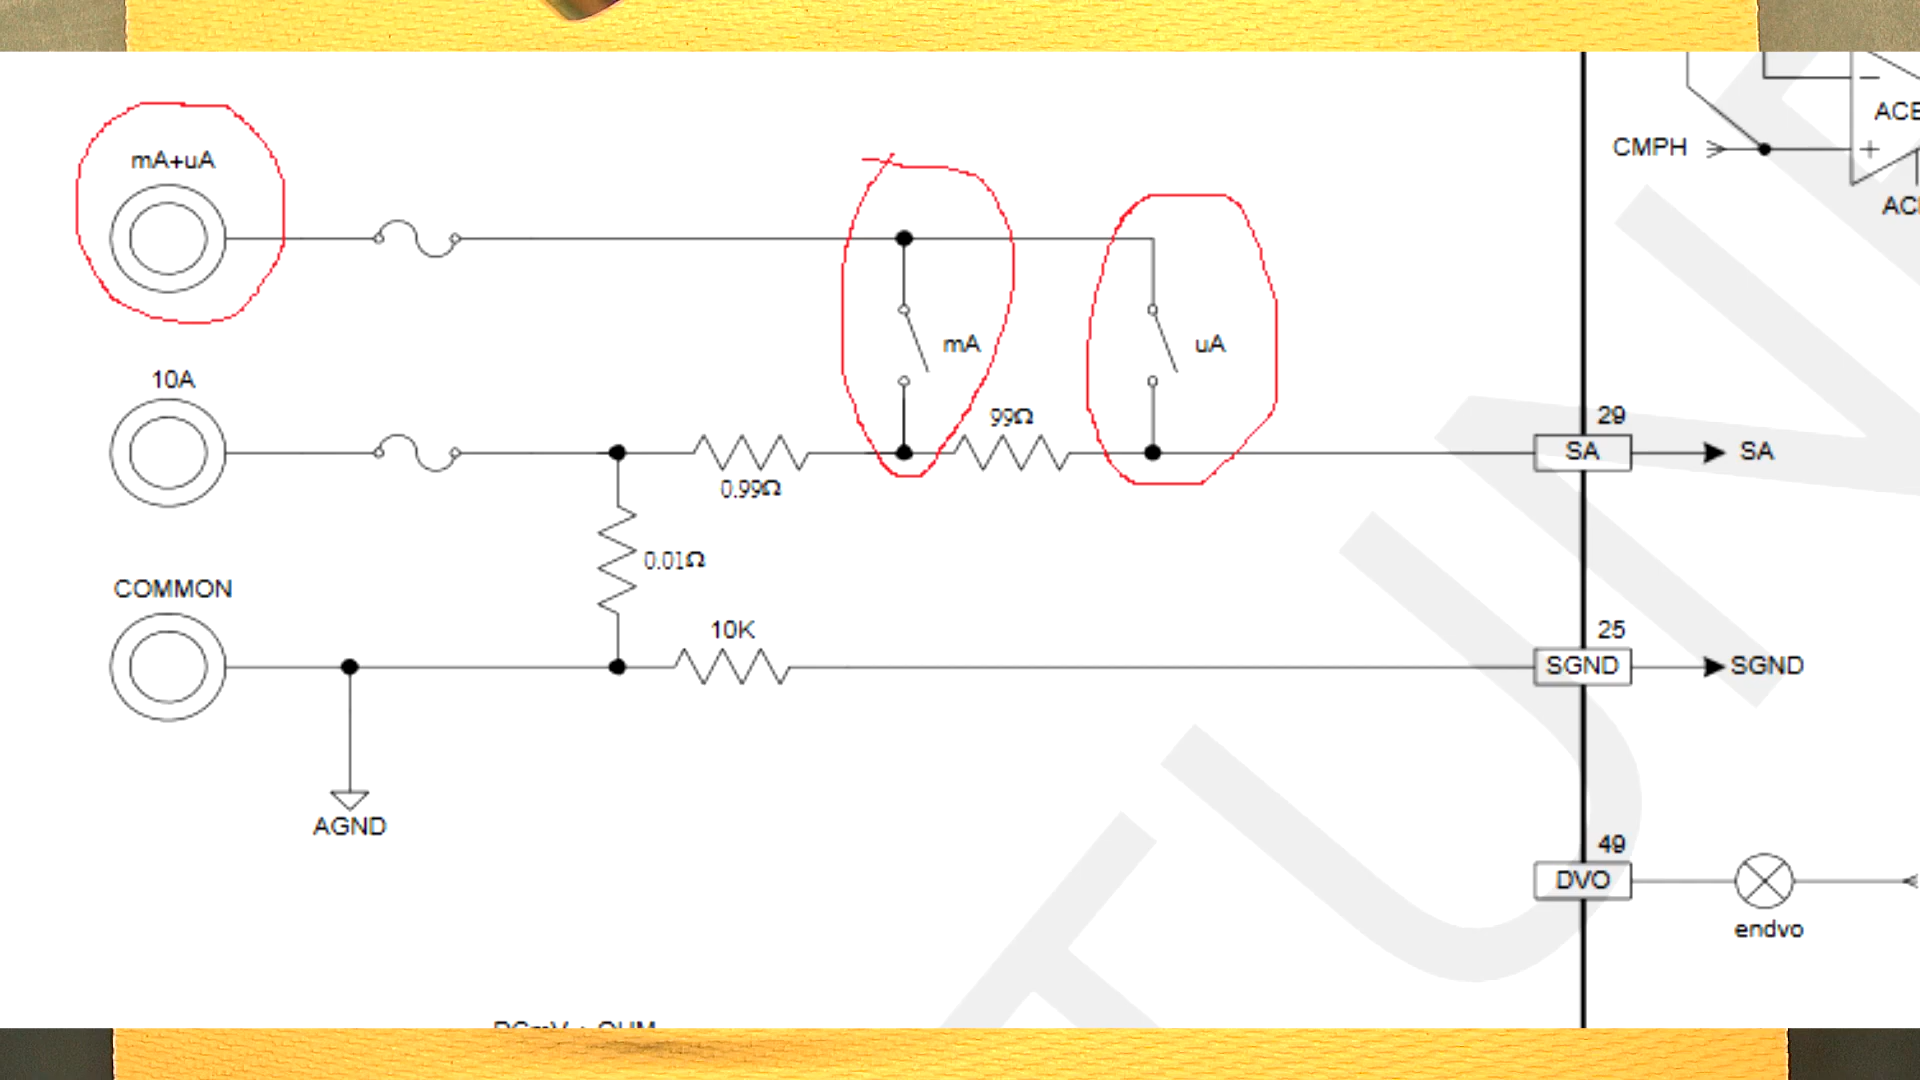 mA+uA
CMPH
ACE
AC
mA
uA
10A
99Ω
29
SA
SA
0.99Ω
0.01Ω
COMMON
10K
25
SGND
SGND
AGND
49
DVO
endvo